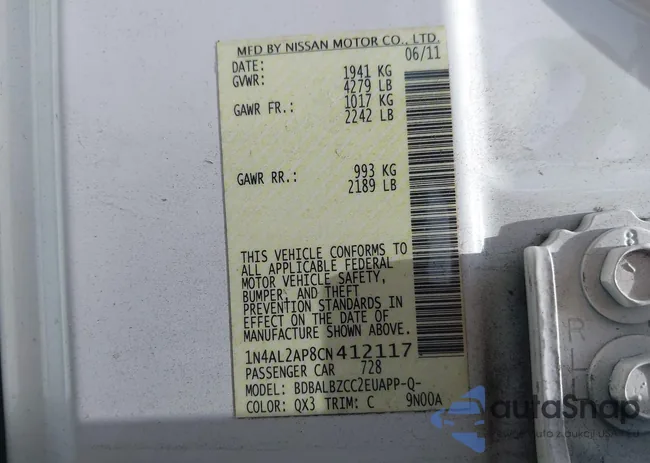 MFD BY NISSAN MOTOR CO., LTD.
DATE: 06/11
GVWR: 1941 KG
4279 LB
GAWR FR.: 1017 KG
2242 LB
GAWR RR.: 993 KG
2189 LB
THIS VEHICLE CONFORMS TO
ALL APPLICABLE FEDERAL
MOTOR VEHICLE SAFETY,
BUMPER, AND THEFT
PREVENTION STANDARDS IN
EFFECT ON THE DATE OF
MANUFACTURE SHOWN ABOVE.
1N4AL2AP8CN412117
PASSENGER CAR 728
MODEL: BDBALBZCC2EUAPP-Q-
COLOR: QX3 TRIM: C 9N00A
8
R
autoSnap
auto z aukcji